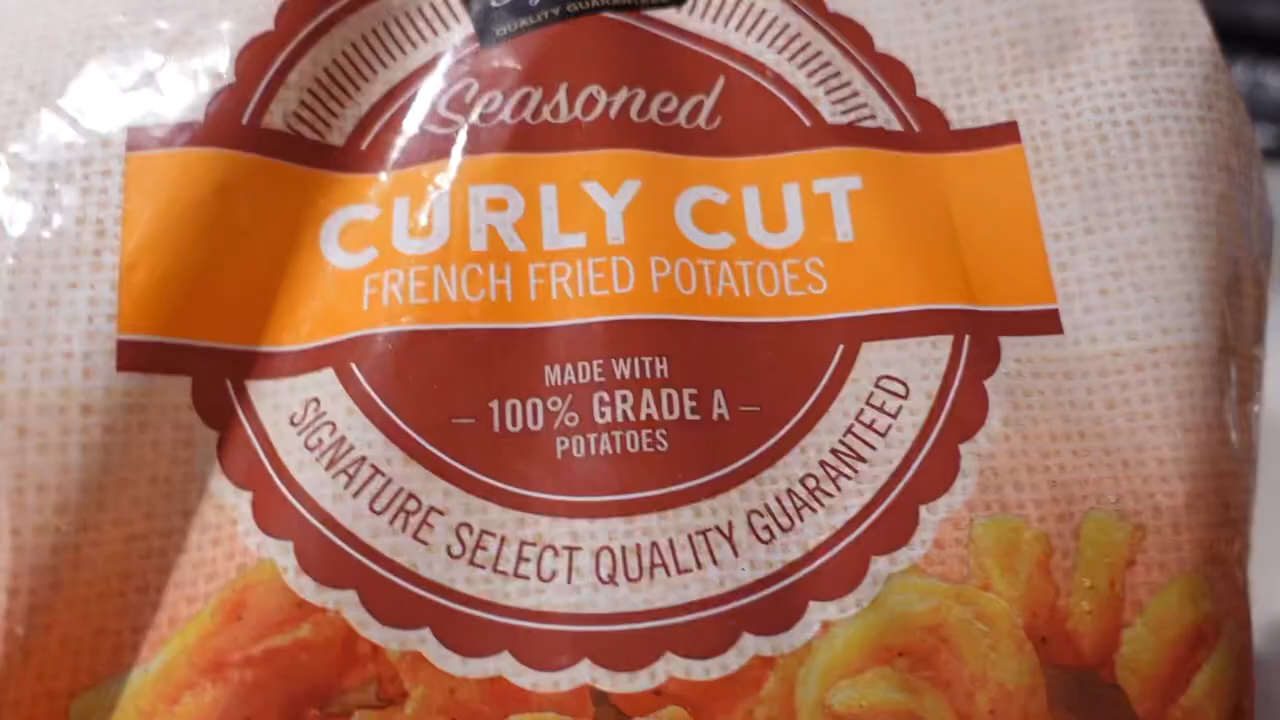 QUALITY GUARANTEED
Seasoned
CURLY CUT
FRENCH FRIED POTATOES
MADE WITH
– 100% GRADE A –
POTATOES
SIGNATURE SELECT QUALITY GUARANTEED